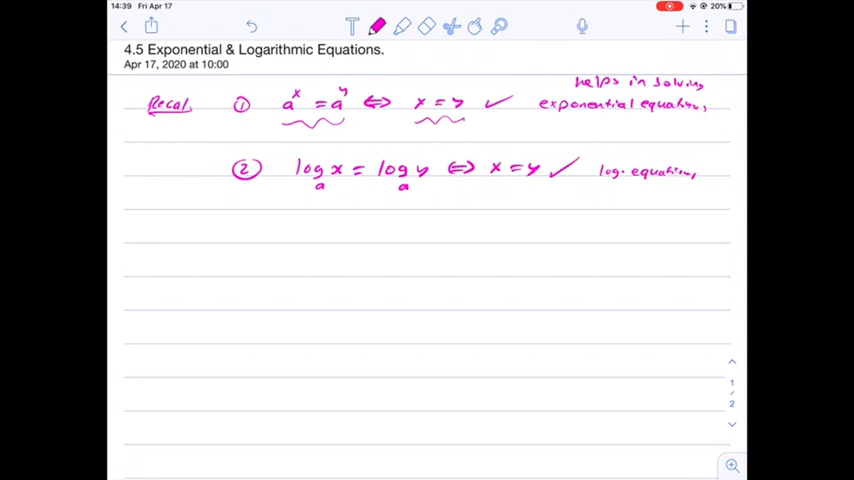 14:39 Fri Apr 17
20%
4.5 Exponential & Logarithmic Equations.
Apr 17, 2020 at 10:00
helps in solving
Recal. ① a^x = a^y ⇔ x = y ✓ exponential equations
② log_a x = log_a y ⇔ x = y ✓ log. equations
1
2